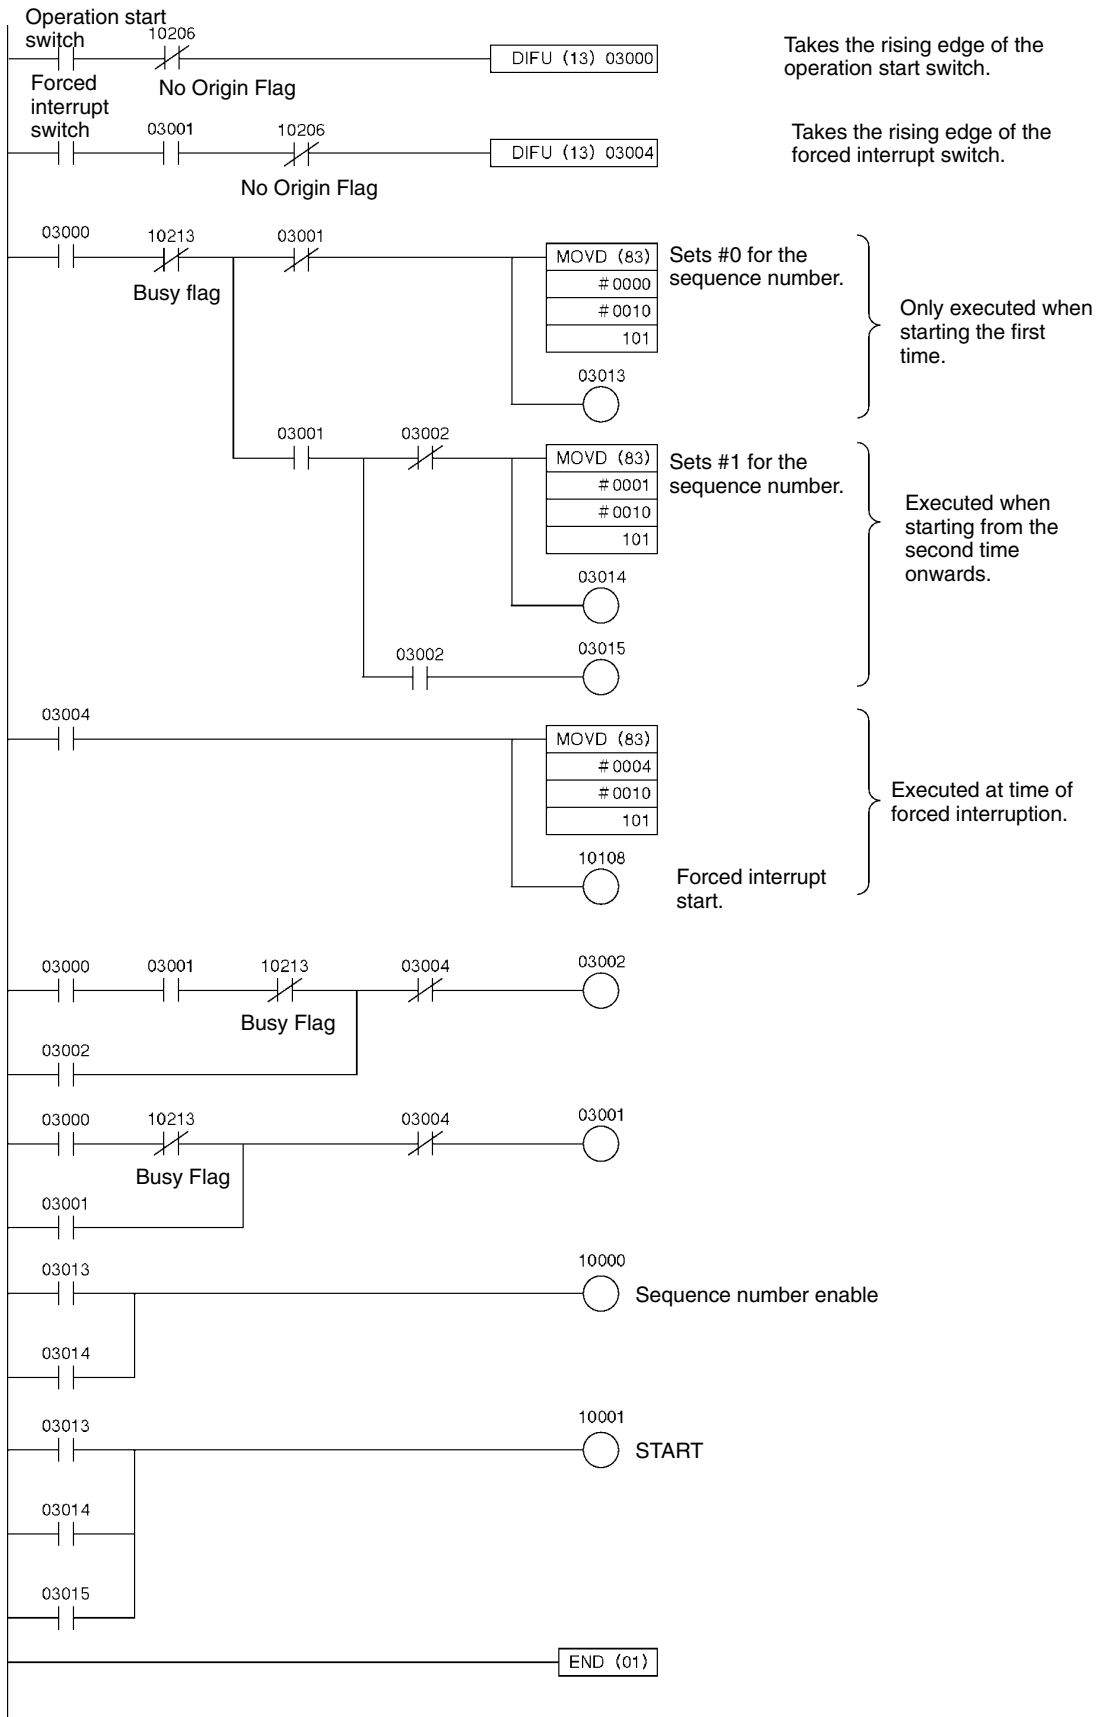 Operation start
switch
10206
DIFU (13) 03000
Takes the rising edge of the
operation start switch.
No Origin Flag
Forced
interrupt
switch
03001
10206
DIFU (13) 03004
Takes the rising edge of the
forced interrupt switch.
No Origin Flag
03000
10213
03001
Busy flag
MOVD (83)
#0000
#0010
101
Sets #0 for the
sequence number.
Only executed when
starting the first
time.
03013
03001
03002
MOVD (83)
#0001
#0010
101
Sets #1 for the
sequence number.
Executed when
starting from the
second time
onwards.
03014
03002
03015
03004
MOVD (83)
#0004
#0010
101
Executed at time of
forced interruption.
10108
Forced interrupt
start.
03000
03001
10213
03004
03002
Busy Flag
03002
03000
10213
03004
03001
Busy Flag
03001
03013
10000
Sequence number enable
03014
03013
10001
START
03014
03015
END (01)